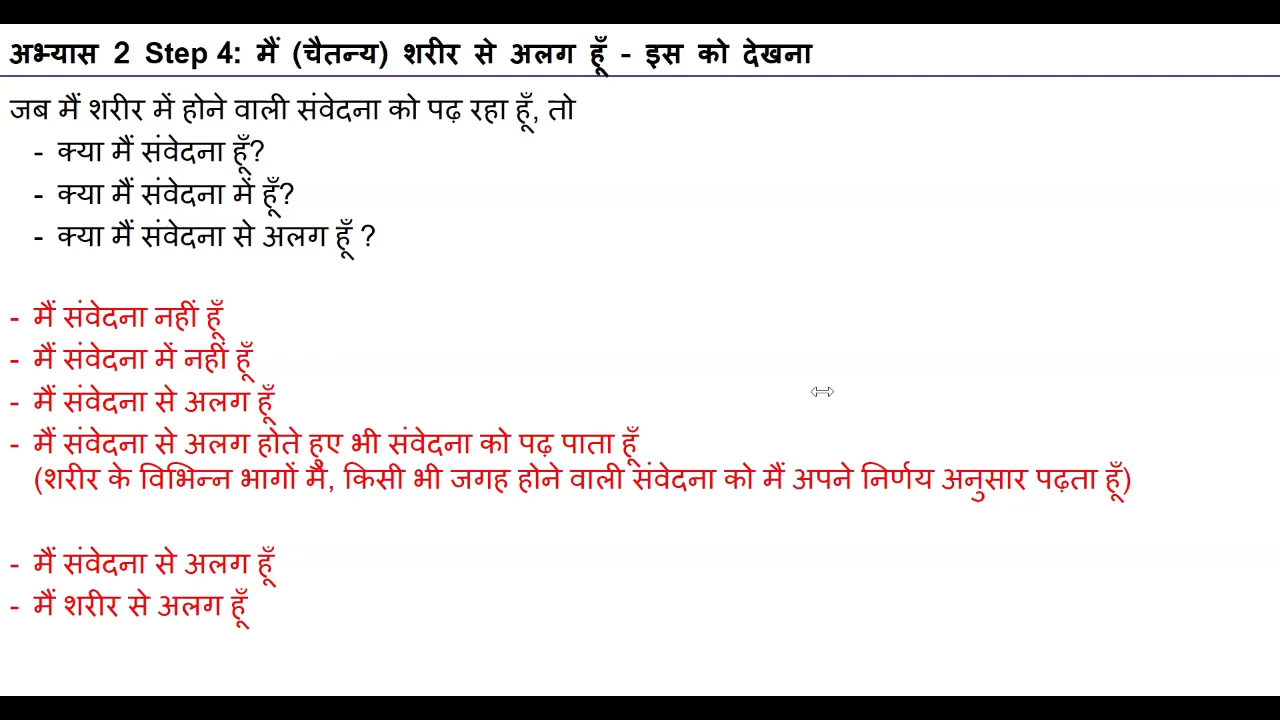 अभ्यास 2 Step 4: मैं (चैतन्य) शरीर से अलग हूँ – इस को देखना
जब मैं शरीर में होने वाली संवेदना को पढ़ रहा हूँ, तो
- क्या मैं संवेदना हूँ?
- क्या मैं संवेदना में हूँ?
- क्या मैं संवेदना से अलग हूँ ?
- मैं संवेदना नहीं हूँ
- मैं संवेदना में नहीं हूँ
- मैं संवेदना से अलग हूँ
- मैं संवेदना से अलग होते हुए भी संवेदना को पढ़ पाता हूँ
(शरीर के विभिन्न भागों में, किसी भी जगह होने वाली संवेदना को मैं अपने निर्णय अनुसार पढ़ता हूँ)
- मैं संवेदना से अलग हूँ
- मैं शरीर से अलग हूँ